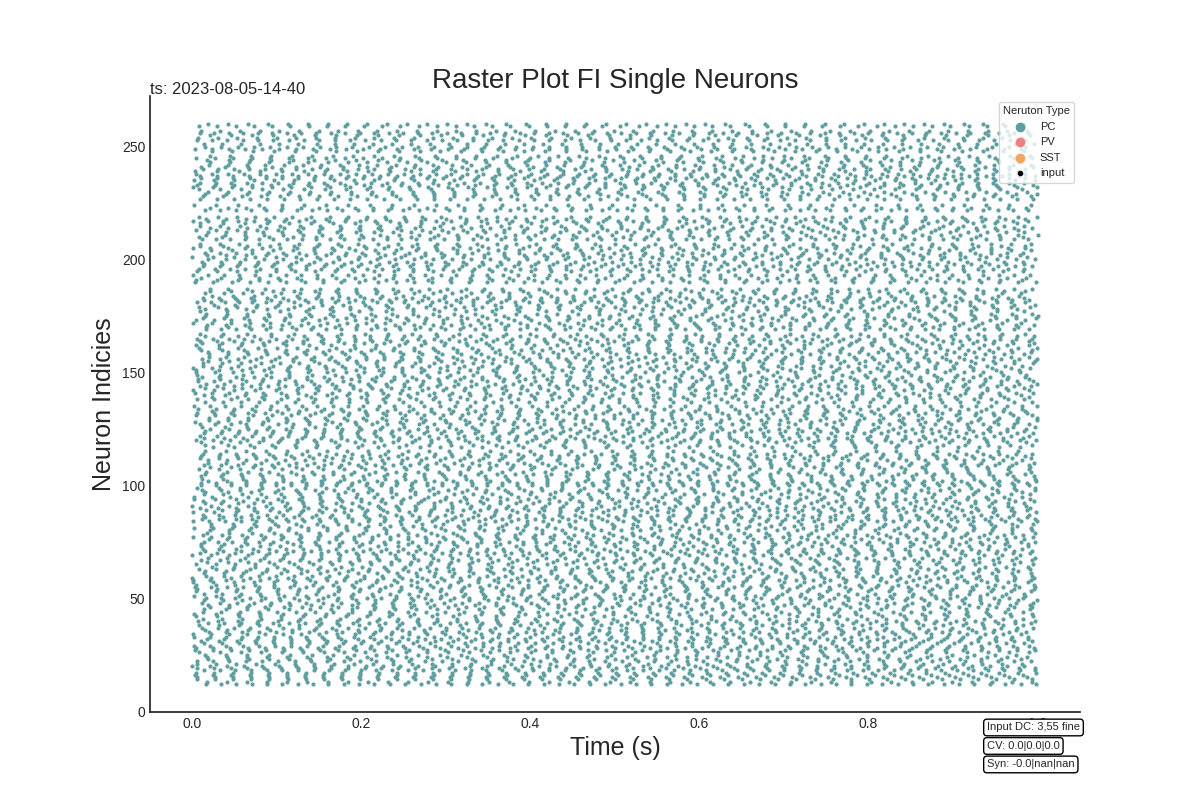 Raster Plot FI Single Neurons
ts: 2023-08-05-14-40
Neruton Type
PC
PV
SST
input
Neuron Indicies
250
200
150
100
50
0
0.0 0.2 0.4 0.6 0.8
Time (s)
Input DC: 3,55 fine
CV: 0.0|0.0|0.0
Syn: -0.0|nan|nan